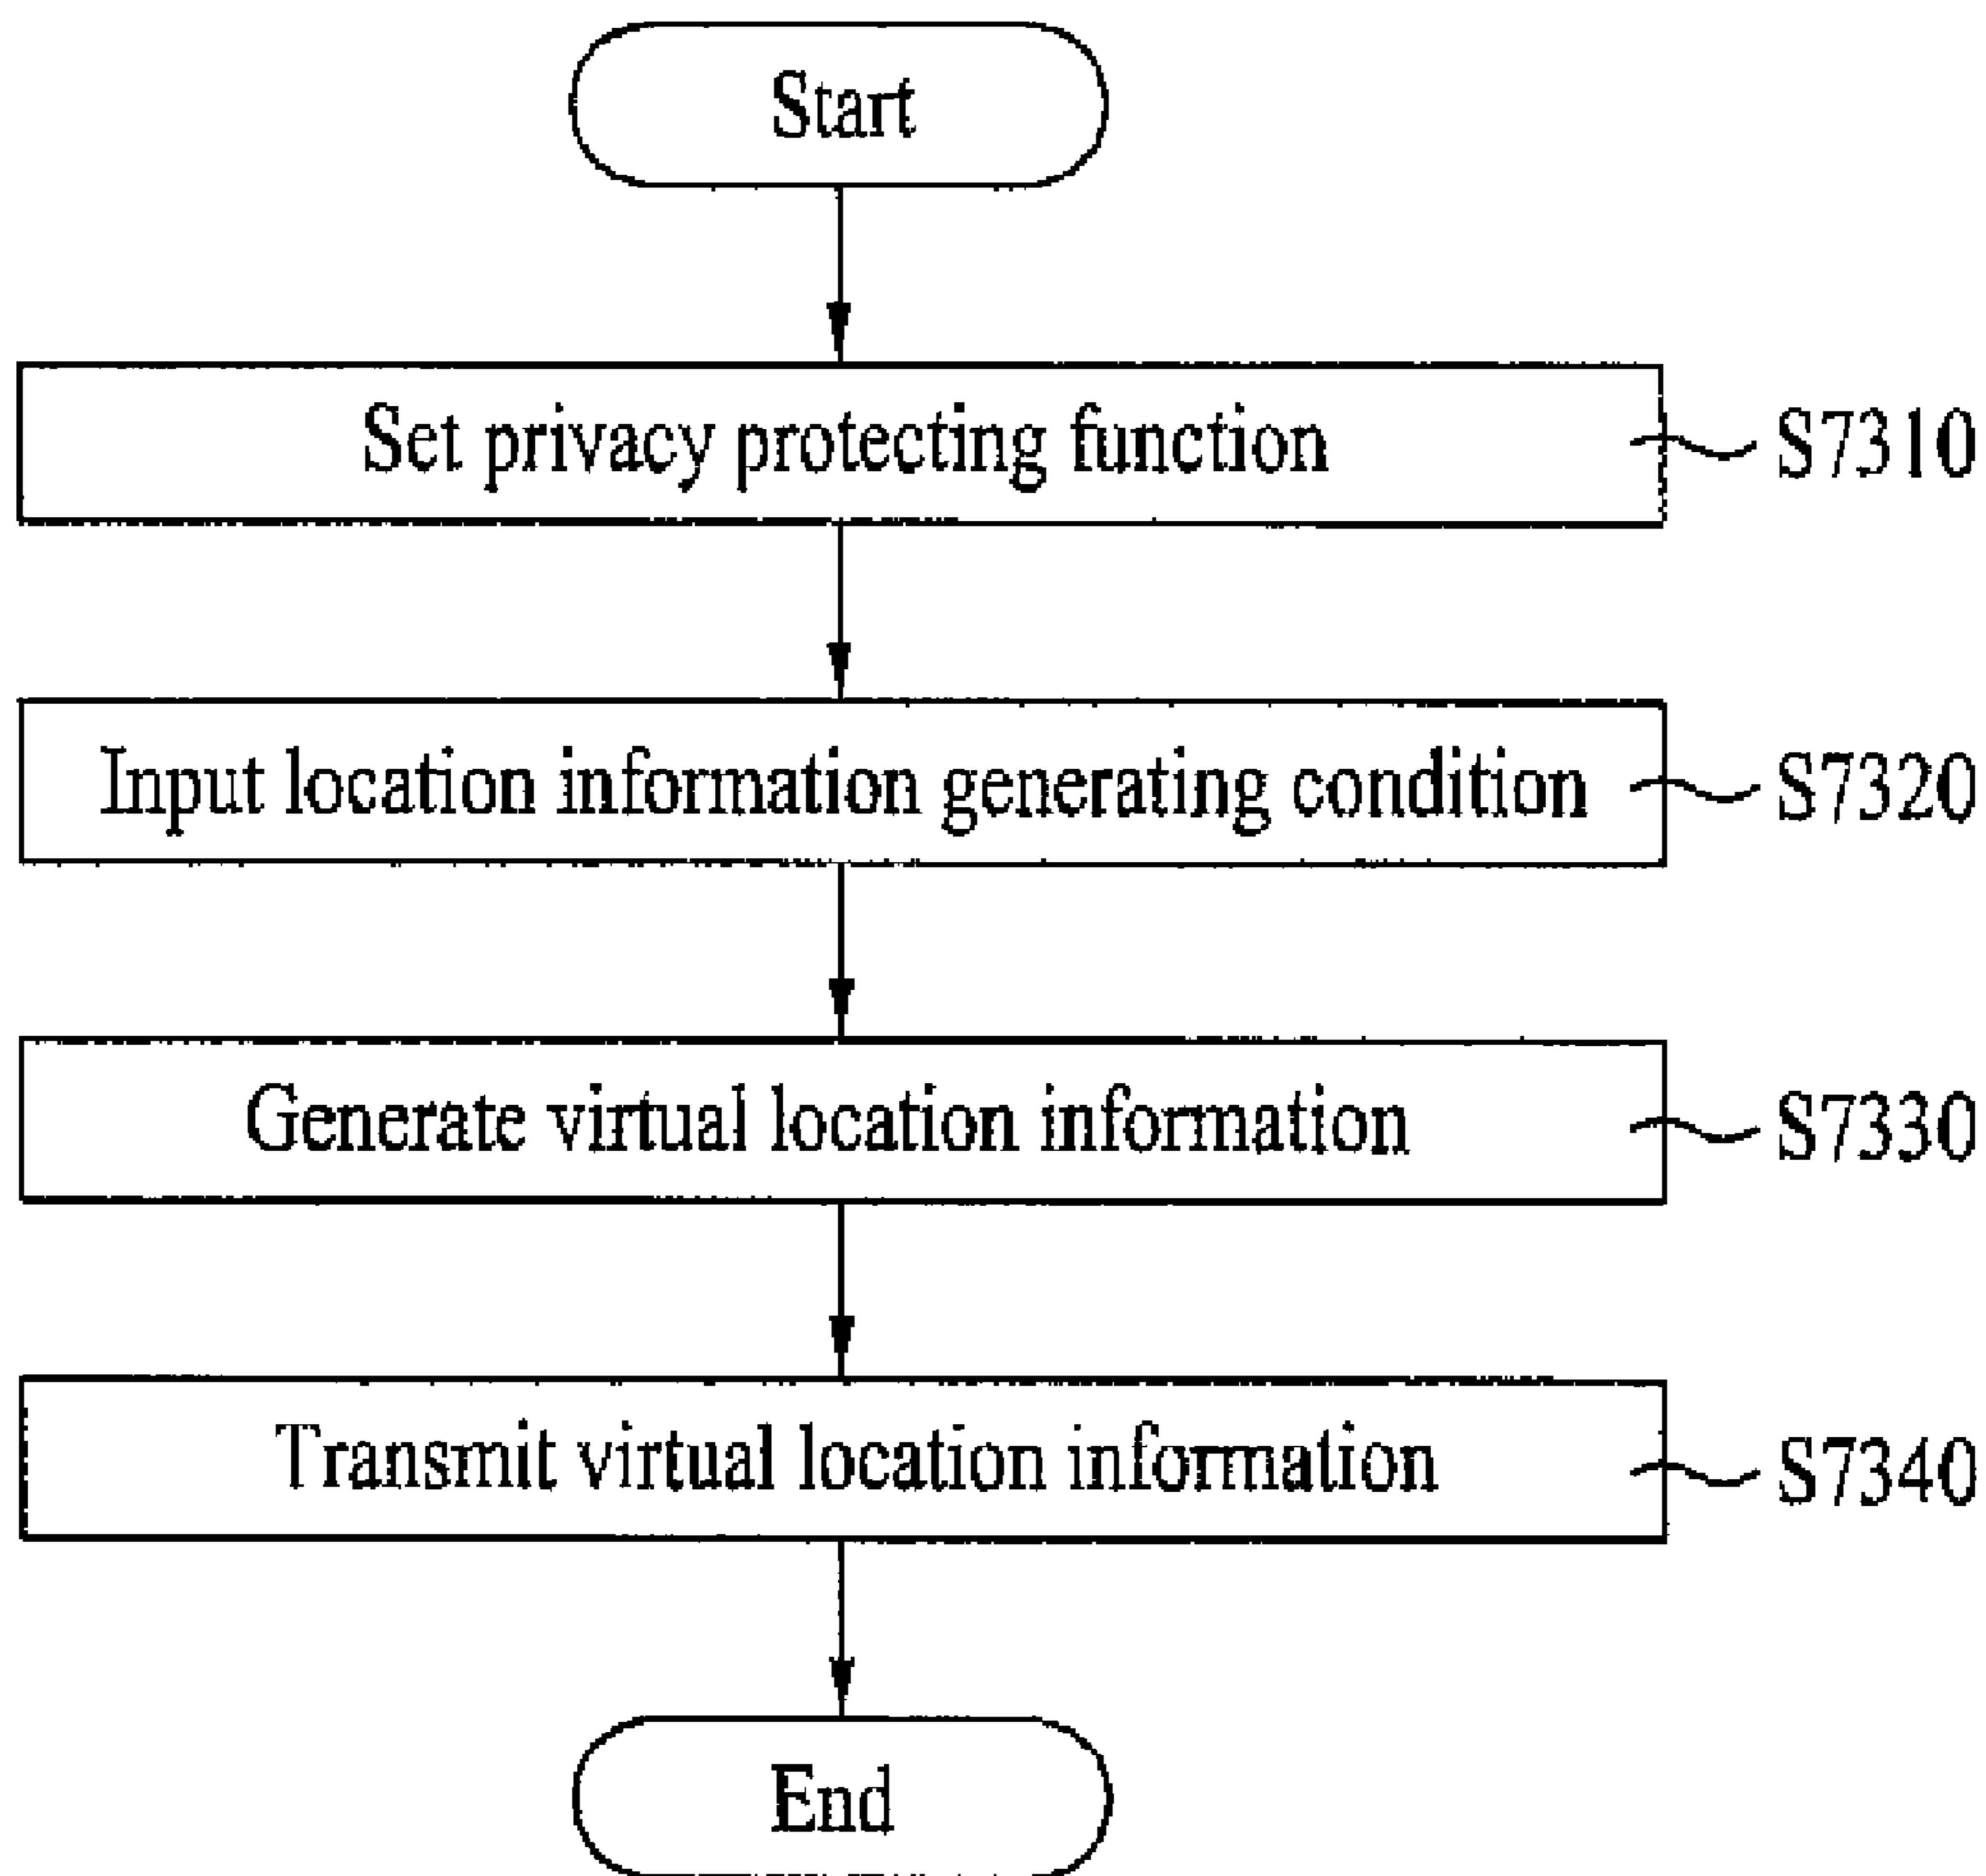 Start
Set privacy protecting function S7310
Input location information generating condition S7320
Generate virtual location information S7330
Transmit virtual location information S7340
End